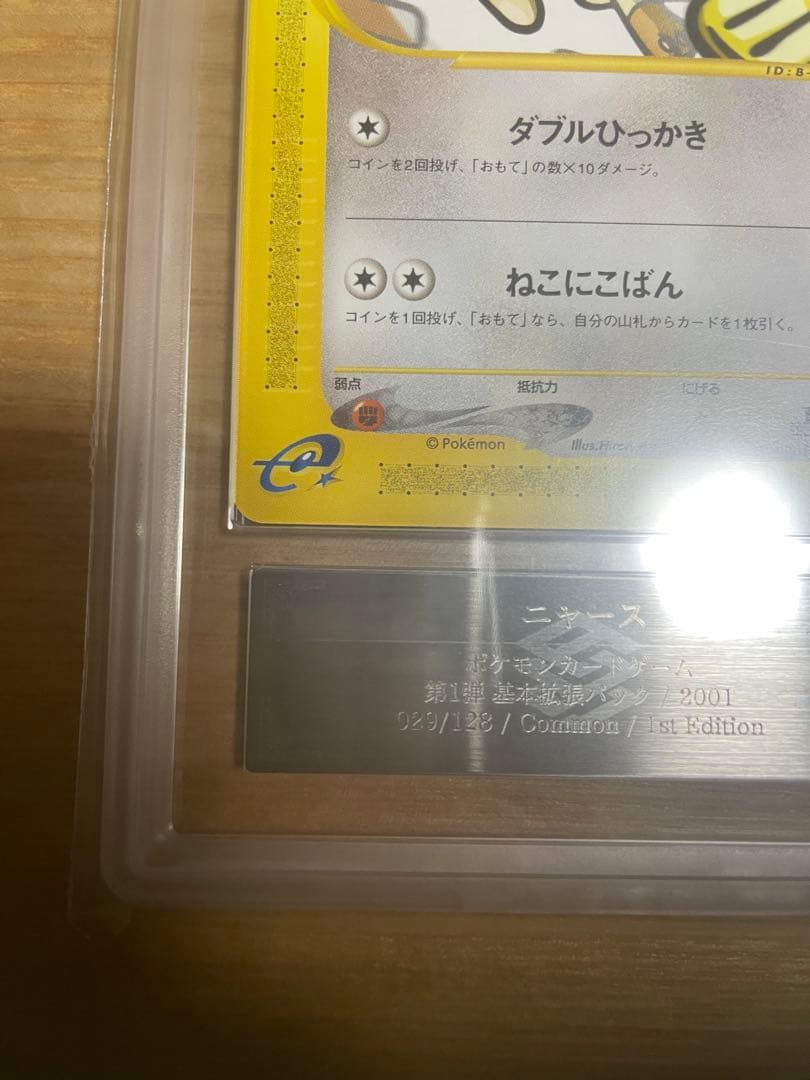 ID:B-
ダブルひっかき
コインを2回投げ、「おもて」の数×10ダメージ。
ねこにこばん
コインを1回投げ、「おもて」なら、自分の山札からカードを1枚引く。
弱点 抵抗力 にげる
©Pokémon Illus.
ニャース
ポケモンカードゲーム
第1弾 基本拡張パック / 2001
029/128 / Common / 1st Edition